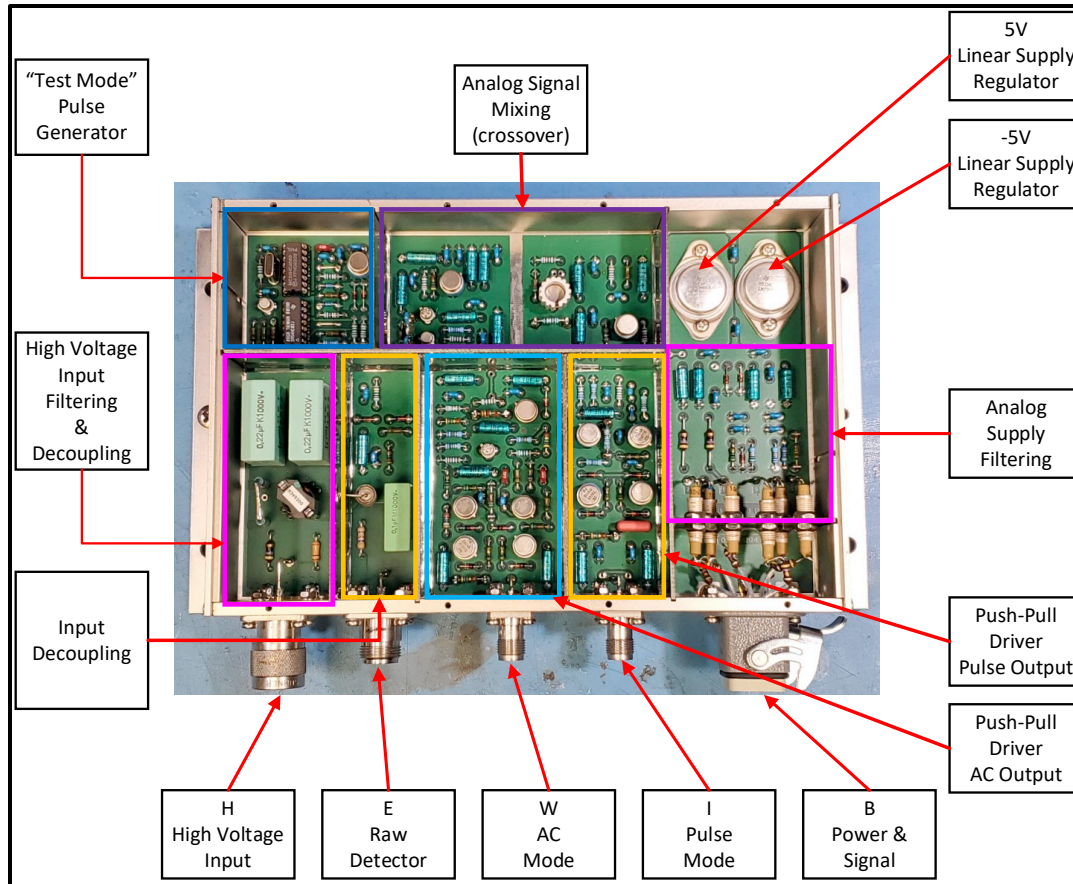 5V
Linear Supply
Regulator
“Test Mode”
Pulse
Generator
Analog Signal
Mixing
(crossover)
-5V
Linear Supply
Regulator
High Voltage
Input
Filtering
&
Decoupling
0,22µF K1000V-
0,22µF K1000V-
Analog
Supply
Filtering
Input
Decoupling
Push-Pull
Driver
Pulse Output
Push-Pull
Driver
AC Output
H
High Voltage
Input
E
Raw
Detector
W
AC
Mode
I
Pulse
Mode
B
Power &
Signal